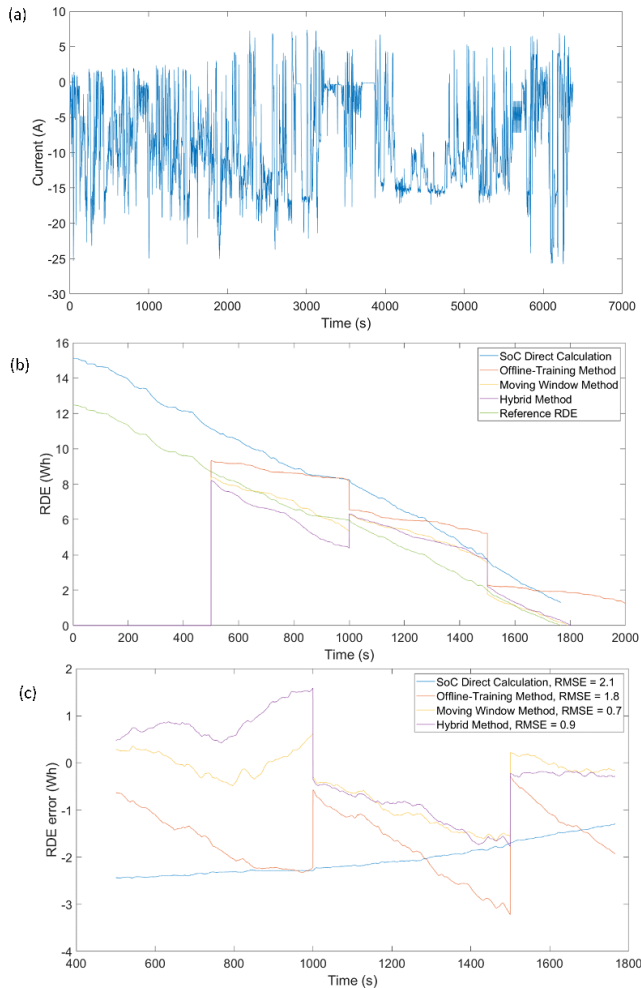 (a)
10
5
0
-5
-10
-15
-20
-25
-30
Current (A)
0 1000 2000 3000 4000 5000 6000 7000
Time (s)
(b)
16
14
12
10
8
6
4
2
0
RDE (Wh)
SoC Direct Calculation
Offline-Training Method
Moving Window Method
Hybrid Method
Reference RDE
0 200 400 600 800 1000 1200 1400 1600 1800 2000
Time (s)
(c)
2
1
0
-1
-2
-3
-4
RDE error (Wh)
SoC Direct Calculation, RMSE = 2.1
Offline-Training Method, RMSE = 1.8
Moving Window Method, RMSE = 0.7
Hybrid Method, RMSE = 0.9
400 600 800 1000 1200 1400 1600 1800
Time (s)